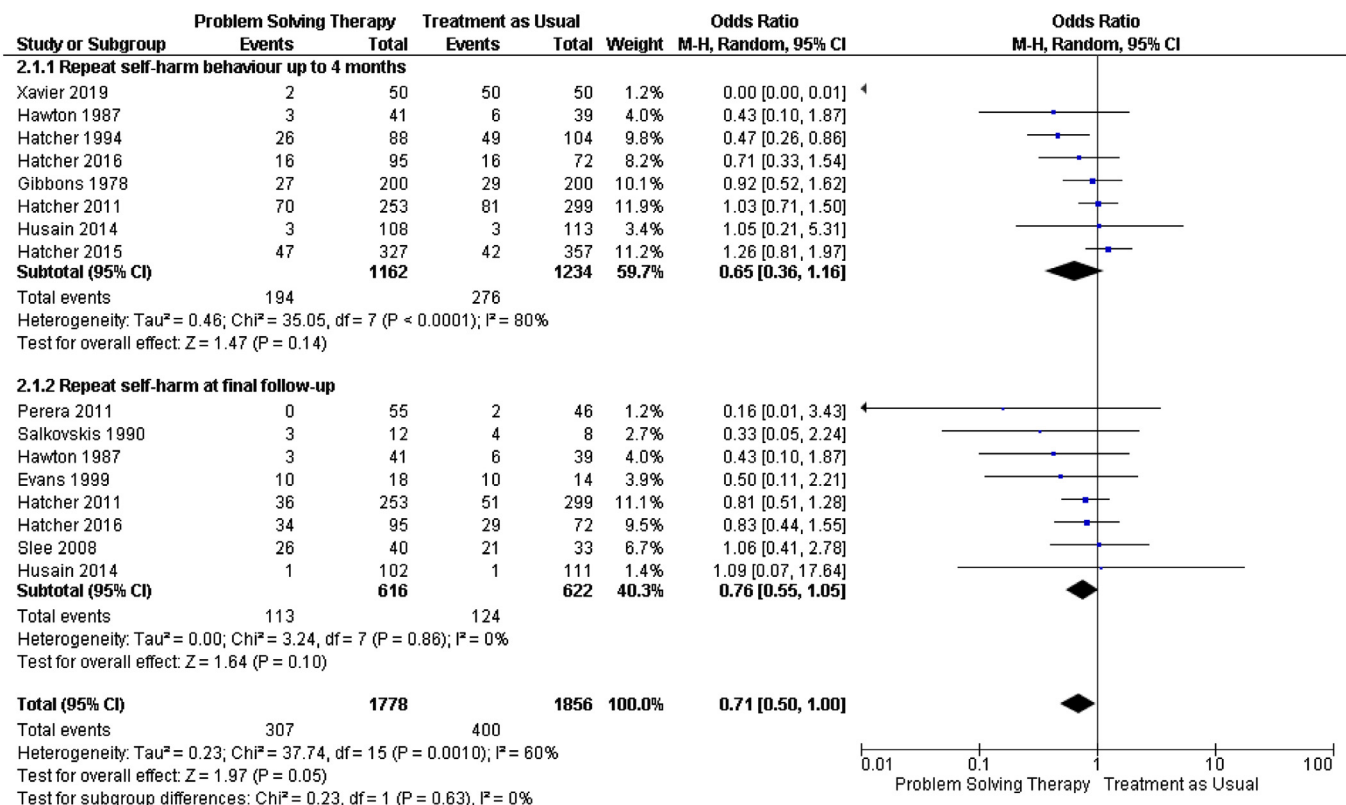 Problem Solving Therapy Treatment as Usual Odds Ratio Odds Ratio
Study or Subgroup Events Total Events Total Weight M-H, Random, 95% CI M-H, Random, 95% CI
2.1.1 Repeat self-harm behaviour up to 4 months
Xavier 2019 2 50 50 50 1.2% 0.00 [0.00, 0.01]
Hawton 1987 3 41 6 39 4.0% 0.43 [0.10, 1.87]
Hatcher 1994 26 88 49 104 9.8% 0.47 [0.26, 0.86]
Hatcher 2016 16 95 16 72 8.2% 0.71 [0.33, 1.54]
Gibbons 1978 27 200 29 200 10.1% 0.92 [0.52, 1.62]
Hatcher 2011 70 253 81 299 11.9% 1.03 [0.71, 1.50]
Husain 2014 3 108 3 113 3.4% 1.05 [0.21, 5.31]
Hatcher 2015 47 327 42 357 11.2% 1.26 [0.81, 1.97]
Subtotal (95% CI) 1162 1234 59.7% 0.65 [0.36, 1.16]
Total events 194 276
Heterogeneity: Tau² = 0.46; Chi² = 35.05, df = 7 (P < 0.0001); I² = 80%
Test for overall effect: Z = 1.47 (P = 0.14)
2.1.2 Repeat self-harm at final follow-up
Perera 2011 0 55 2 46 1.2% 0.16 [0.01, 3.43]
Salkovskis 1990 3 12 4 8 2.7% 0.33 [0.05, 2.24]
Hawton 1987 3 41 6 39 4.0% 0.43 [0.10, 1.87]
Evans 1999 10 18 10 14 3.9% 0.50 [0.11, 2.21]
Hatcher 2011 36 253 51 299 11.1% 0.81 [0.51, 1.28]
Hatcher 2016 34 95 29 72 9.5% 0.83 [0.44, 1.55]
Slee 2008 26 40 21 33 6.7% 1.06 [0.41, 2.78]
Husain 2014 1 102 1 111 1.4% 1.09 [0.07, 17.64]
Subtotal (95% CI) 616 622 40.3% 0.76 [0.55, 1.05]
Total events 113 124
Heterogeneity: Tau² = 0.00; Chi² = 3.24, df = 7 (P = 0.86); I² = 0%
Test for overall effect: Z = 1.64 (P = 0.10)
Total (95% CI) 1778 1856 100.0% 0.71 [0.50, 1.00]
Total events 307 400
Heterogeneity: Tau² = 0.23; Chi² = 37.74, df = 15 (P = 0.0010); I² = 60%
Test for overall effect: Z = 1.97 (P = 0.05)
Test for subgroup differences: Chi² = 0.23, df = 1 (P = 0.63), I² = 0%
0.01 0.1 1 10 100
Problem Solving Therapy Treatment as Usual